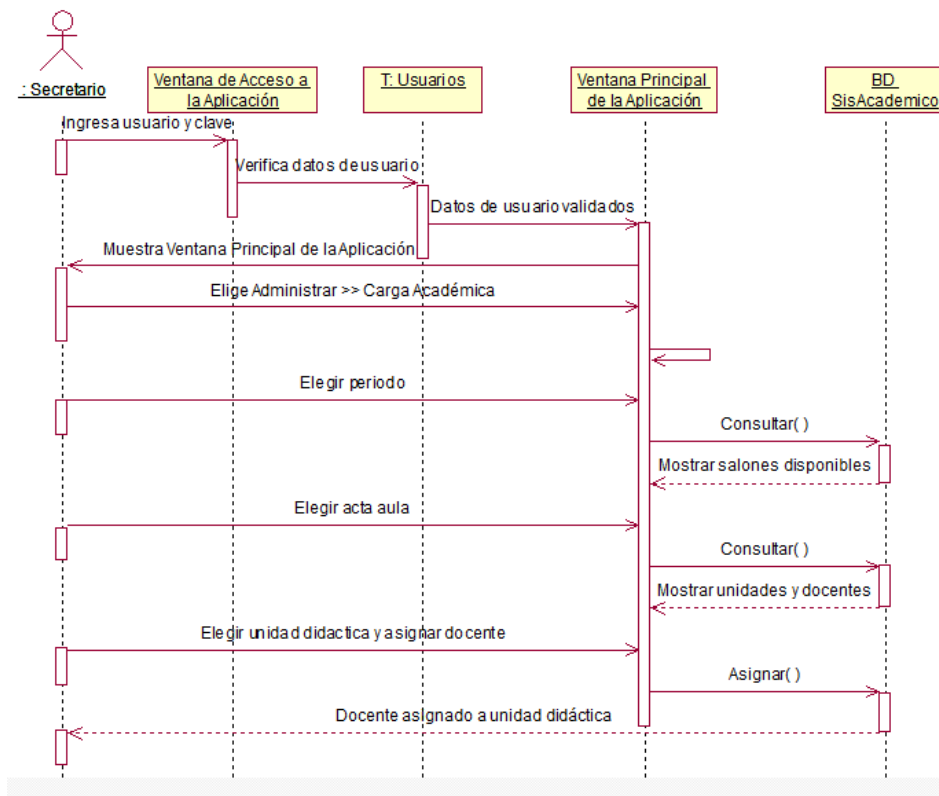 : Secretario
Ventana de Acceso a
la Aplicación
T: Usuarios
Ventana Principal
de la Aplicación
BD
SisAcademico
Ingresa usuario y clave
Verifica datos de usuario
Datos de usuario validados
Muestra Ventana Principal de la Aplicación
Elige Administrar >> Carga Académica
Elegir periodo
Consultar( )
Mostrar salones disponibles
Elegir acta aula
Consultar( )
Mostrar unidades y docentes
Elegir unidad didactica y asignar docente
Asignar( )
Docente asignado a unidad didáctica